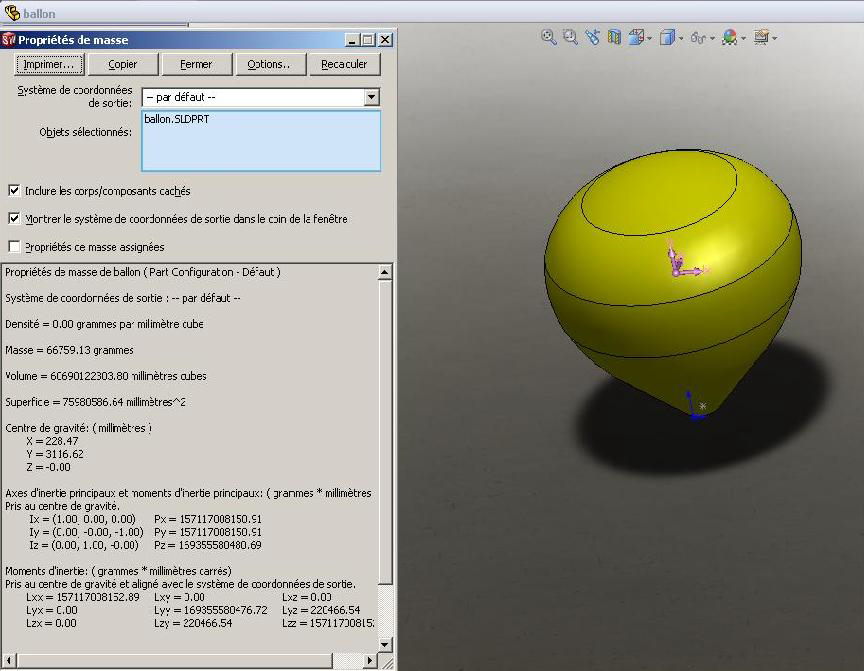 ballon
Propriétés de masse
Imprimer...
Copier
Fermer
Options...
Recalculer
Système de coordonnées
de sortie:
-- par défaut --
Objets sélectionnés:
ballon.SLDPRT
Inclure les corps/composants cachés
Montrer le système de coordonnées de sortie dans le coin de la fenêtre
Propriétés de masse assignées
Propriétés de masse de ballon ( Part Configuration - Défaut )
Système de coordonnées de sortie : -- par défaut --
Densité = 0.00 grammes par millimètre cube
Masse = 66759.13 grammes
Volume = 60690122303.80 millimètres cubes
Superficie = 75980586.64 millimètres^2
Centre de gravité: ( millimètres )
X = 228.47
Y = 3116.62
Z = -0.00
Axes d'inertie principaux et moments d'inertie principaux: ( grammes * millimètres
Pris au centre de gravité.
Ix = (1.00, 0.00, 0.00) Px = 157117008150.91
Iy = (0.00, -0.00, -1.00) Py = 157117008150.91
Iz = (0.00, 1.00, -0.00) Pz = 169355580480.69
Moments d'inertie: ( grammes * millimètres carrés)
Pris au centre de gravité et aligné avec le système de coordonnées de sortie.
Lxx = 157117008152.89 Lxy = 0.00 Lxz = 0.00
Lyx = 0.00 Lyy = 169355580476.72 Lyz = 220466.54
Lzx = 0.00 Lzy = 220466.54 Lzz = 15711700815